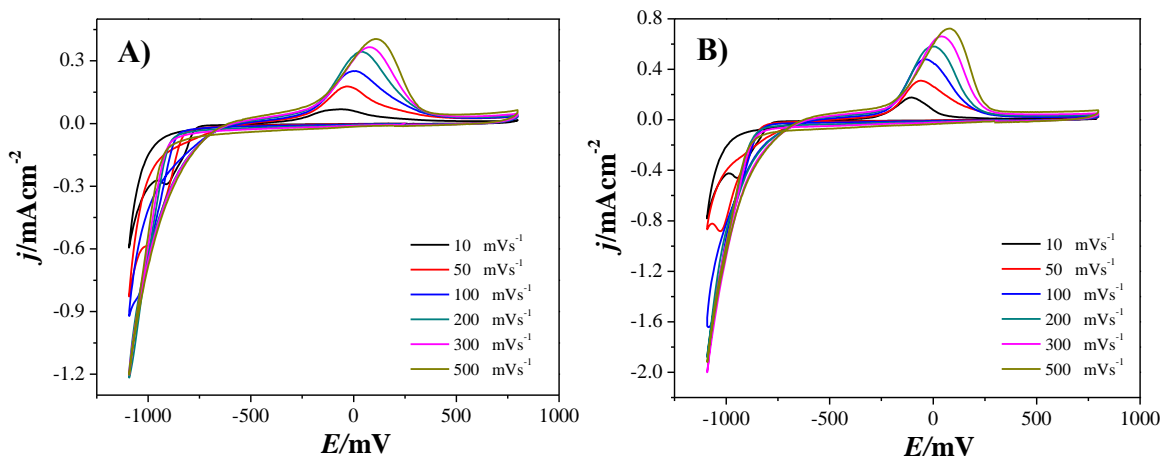 A)
0.3
0.0
-0.3
-0.6
-0.9
-1.2
j/mAcm-2
10 mVs-1
50 mVs-1
100 mVs-1
200 mVs-1
300 mVs-1
500 mVs-1
-1000 -500 0 500 1000
E/mV
B)
0.8
0.4
0.0
-0.4
-0.8
-1.2
-1.6
-2.0
j/mAcm-2
10 mVs-1
50 mVs-1
100 mVs-1
200 mVs-1
300 mVs-1
500 mVs-1
-1000 -500 0 500 1000
E/mV